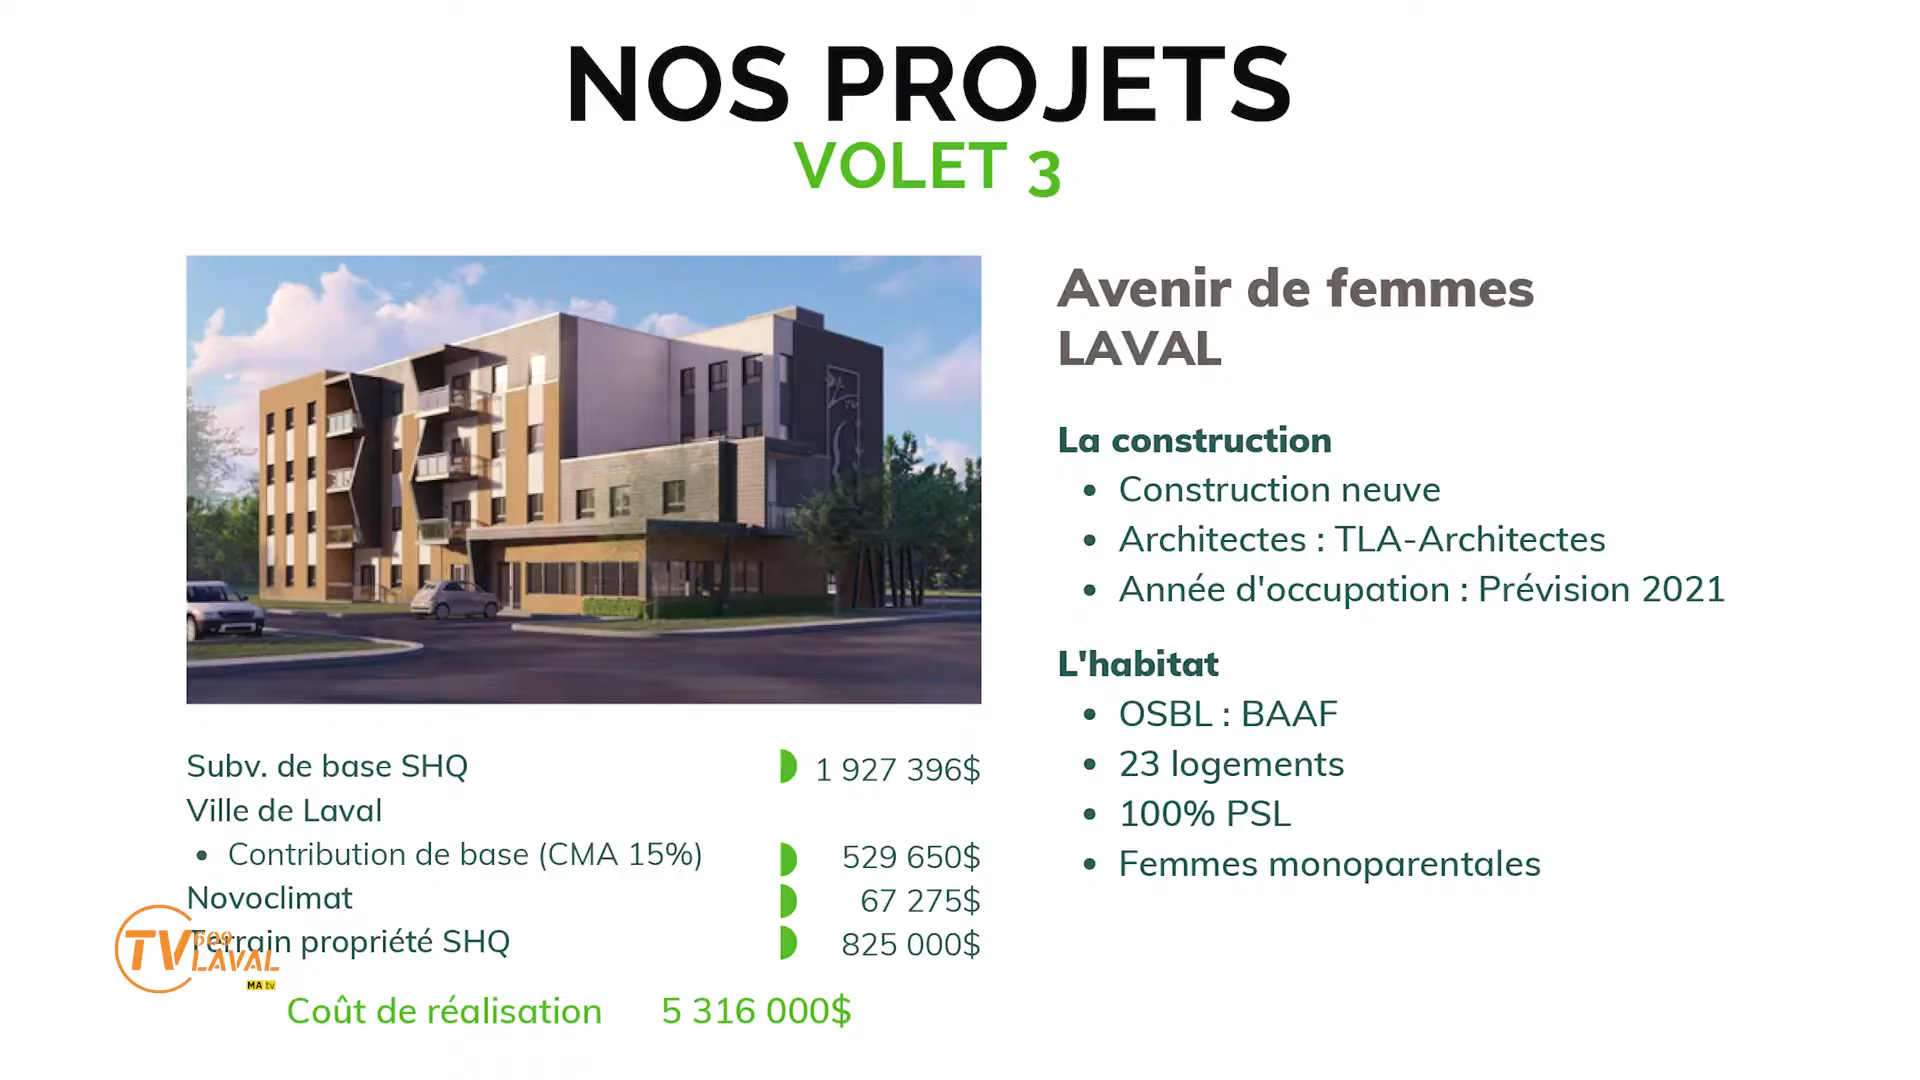 NOS PROJETS
VOLET 3
Avenir de femmes
LAVAL
La construction
• Construction neuve
• Architectes : TLA-Architectes
• Année d'occupation : Prévision 2021
L'habitat
• OSBL : BAAF
• 23 logements
• 100% PSL
• Femmes monoparentales
Subv. de base SHQ 1 927 396$
Ville de Laval
• Contribution de base (CMA 15%) 529 650$
Novoclimat 67 275$
Terrain propriété SHQ 825 000$
Coût de réalisation 5 316 000$
TV 609
LAVAL
MAtv